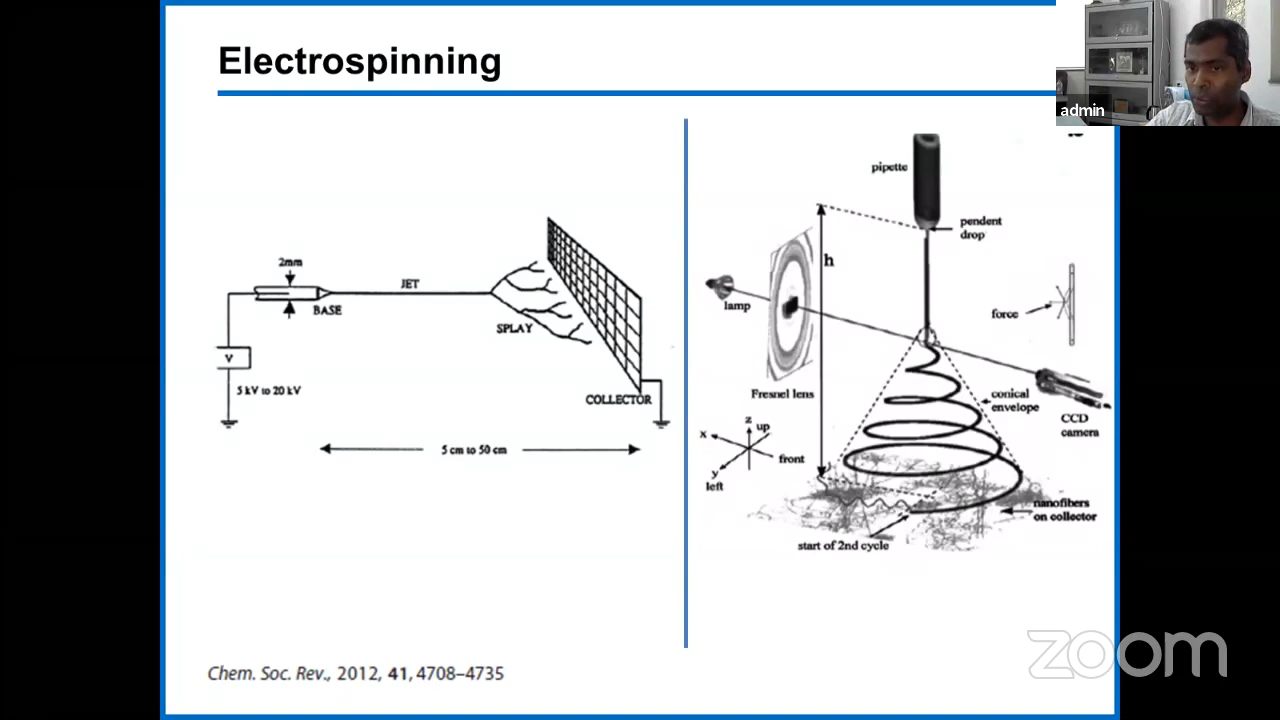 Electrospinning
admin
2mm
JET
BASE
SPLAY
V
5 kV to 20 kV
COLLECTOR
5 cm to 50 cm
pipette
pendent
drop
h
lamp
force
Fresnel lens
conical
envelope
CCD
camera
z
up
x
front
y
left
nanofibers
on collector
start of 2nd cycle
Chem. Soc. Rev., 2012, 41, 4708–4735
zoom